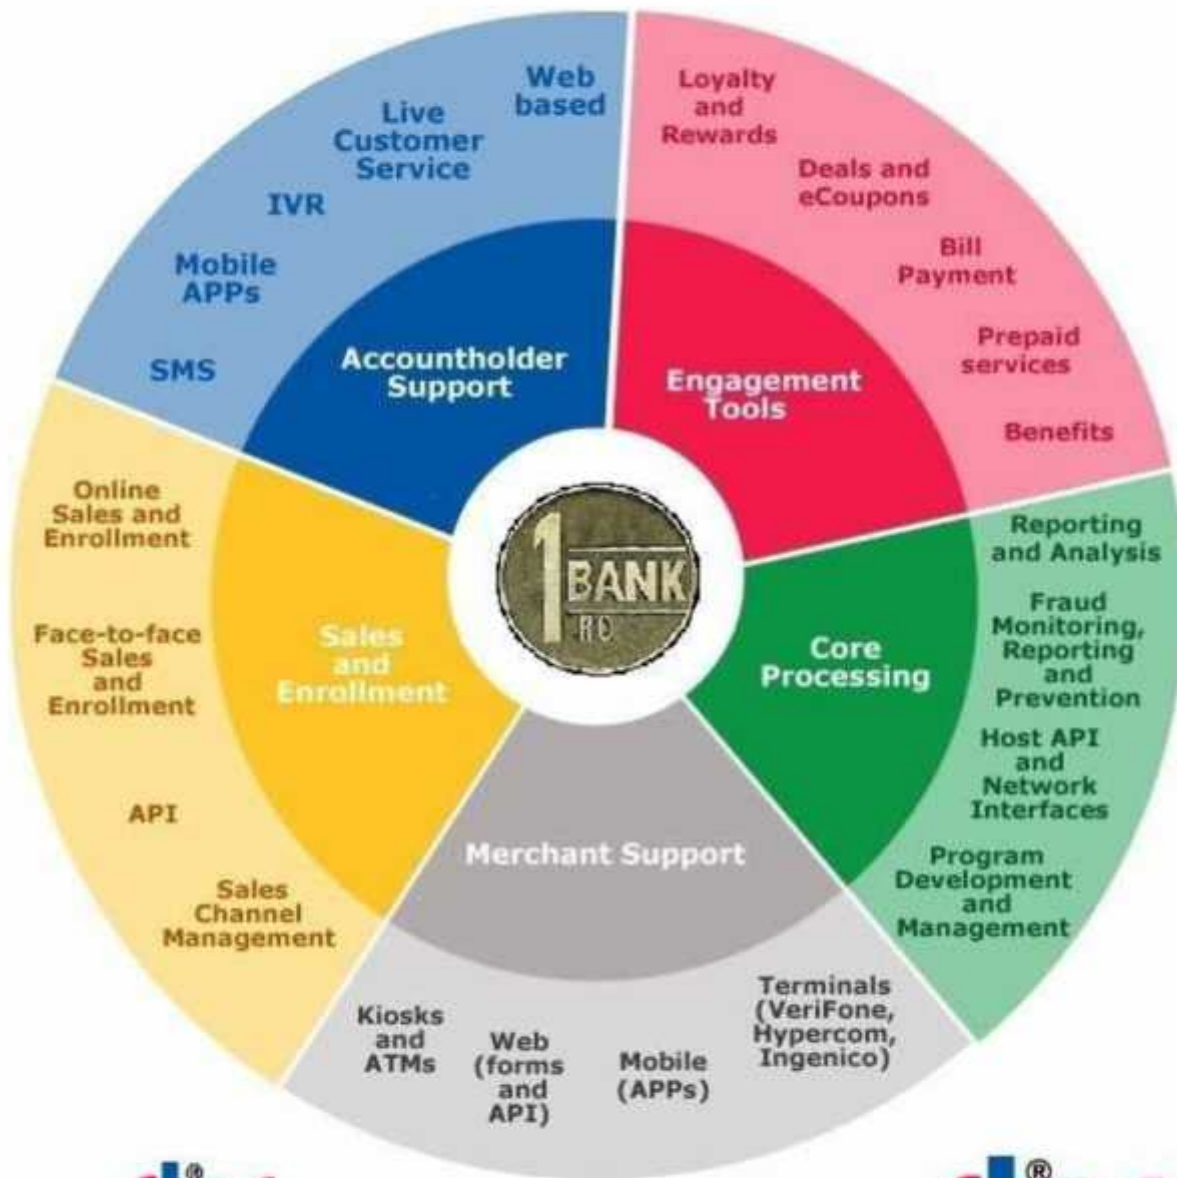 Web
based
Live
Customer
Service
IVR
Mobile
APPs
SMS
Accountholder
Support
Loyalty
and
Rewards
Deals and
eCoupons
Bill
Payment
Prepaid
services
Benefits
Engagement
Tools
Reporting
and Analysis
Fraud
Monitoring,
Reporting
and
Prevention
Host API
and
Network
Interfaces
Program
Development
and
Management
Core
Processing
Merchant Support
Terminals
(VeriFone,
Hypercom,
Ingenico)
Mobile
(APPs)
Web
(forms
and
API)
Kiosks
and
ATMs
Sales
and
Enrollment
Online
Sales and
Enrollment
Face-to-face
Sales
and
Enrollment
API
Sales
Channel
Management
1
BANK
®
®